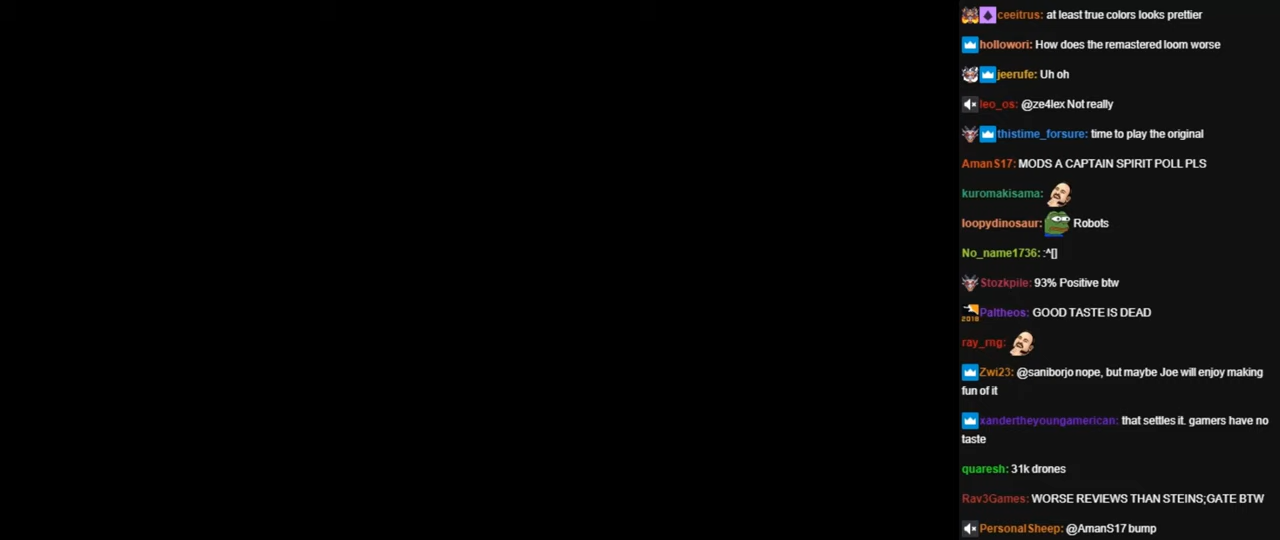 ceeitrus: at least true colors looks prettier
hollowori: How does the remastered loom worse
jeerufe: Uh oh
leo_os: @ze4lex Not really
thistime_forsure: time to play the original
AmanS17: MODS A CAPTAIN SPIRIT POLL PLS
kuromakisama:
loopydinosaur: Robots
No_name1736: :^[]
Stozkpile: 93% Positive btw
2018 Paltheos: GOOD TASTE IS DEAD
ray_rng:
Zwi23: @saniborjo nope, but maybe Joe will enjoy making
fun of it
xandertheyoungamerican: that settles it. gamers have no
taste
quaresh: 31k drones
Rav3Games: WORSE REVIEWS THAN STEINS;GATE BTW
PersonalSheep: @AmanS17 bump